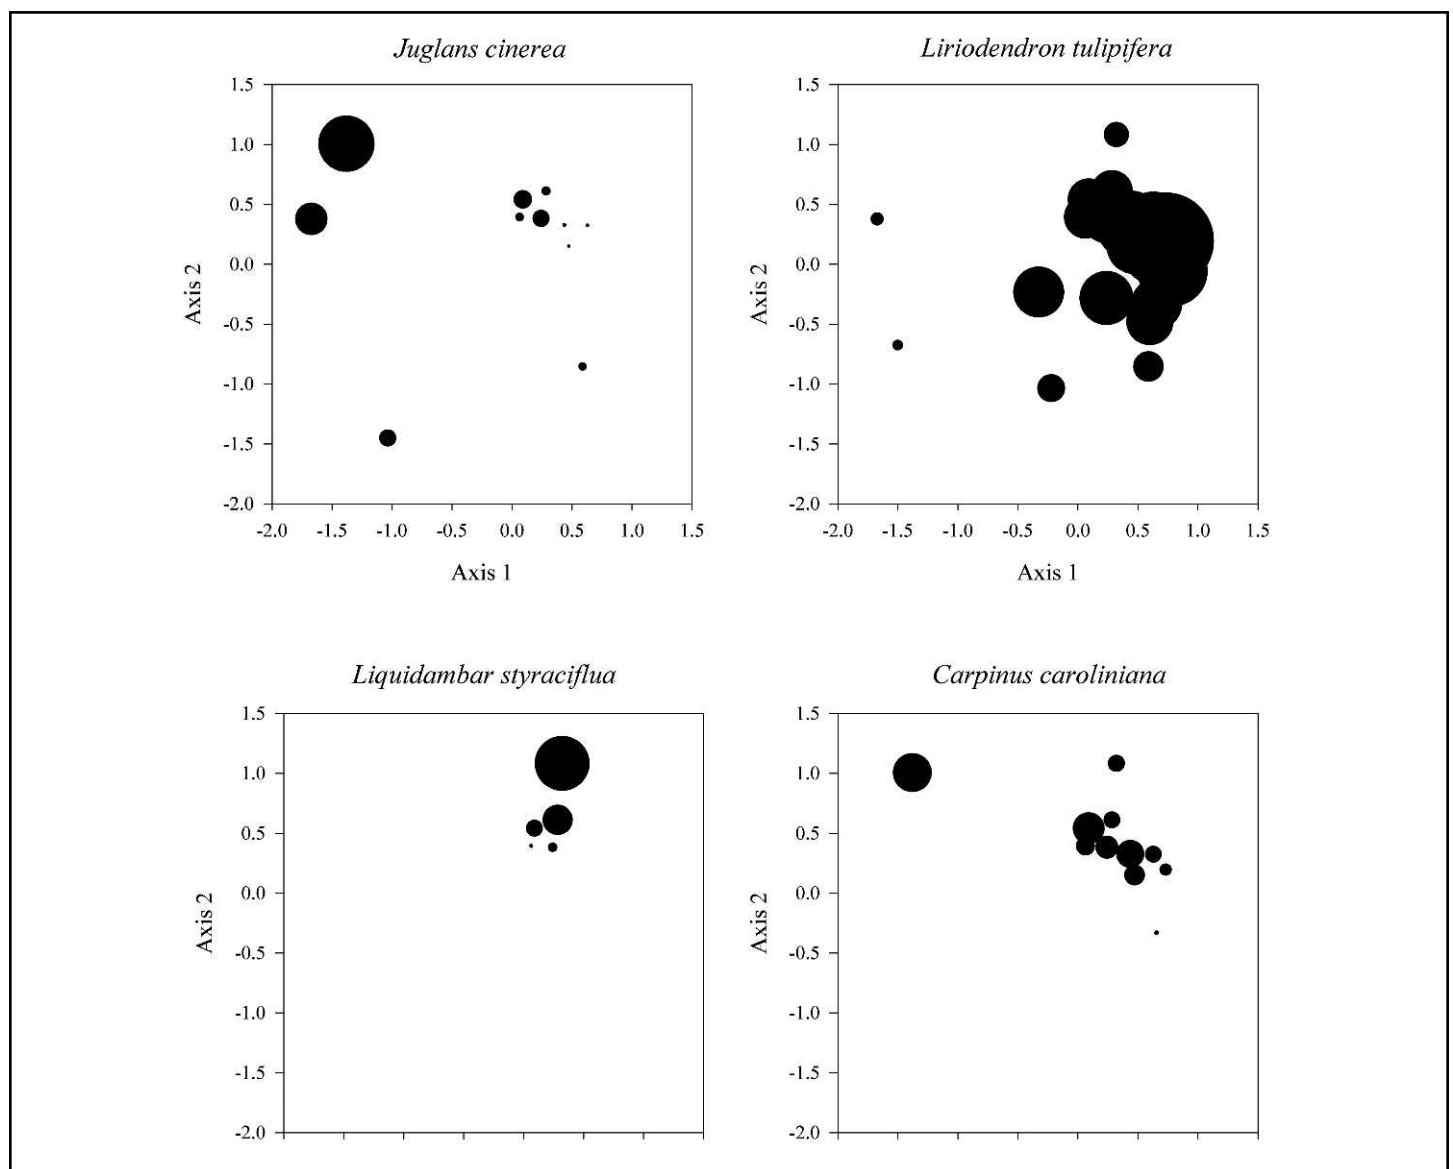 Juglans cinerea
Liriodendron tulipifera
1.5
1.0
0.5
0.0
-0.5
-1.0
-1.5
-2.0
Axis 2
-2.0 -1.5 -1.0 -0.5 0.0 0.5 1.0 1.5
Axis 1
1.5
1.0
0.5
0.0
-0.5
-1.0
-1.5
-2.0
Axis 2
-2.0 -1.5 -1.0 -0.5 0.0 0.5 1.0 1.5
Axis 1
Liquidambar styraciflua
Carpinus caroliniana
1.5
1.0
0.5
0.0
-0.5
-1.0
-1.5
-2.0
Axis 2
1.5
1.0
0.5
0.0
-0.5
-1.0
-1.5
-2.0
Axis 2